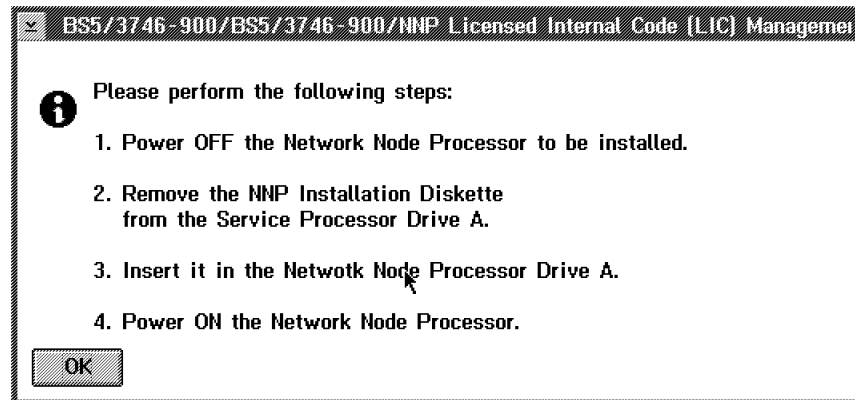 BS5/3746-900/BS5/3746-900/NNP Licensed Internal Code (LIC) Managemer
Please perform the following steps:
1. Power OFF the Network Node Processor to be installed.
2. Remove the NNP Installation Diskette
from the Service Processor Drive A.
3. Insert it in the Netwotk Node Processor Drive A.
4. Power ON the Network Node Processor.
OK